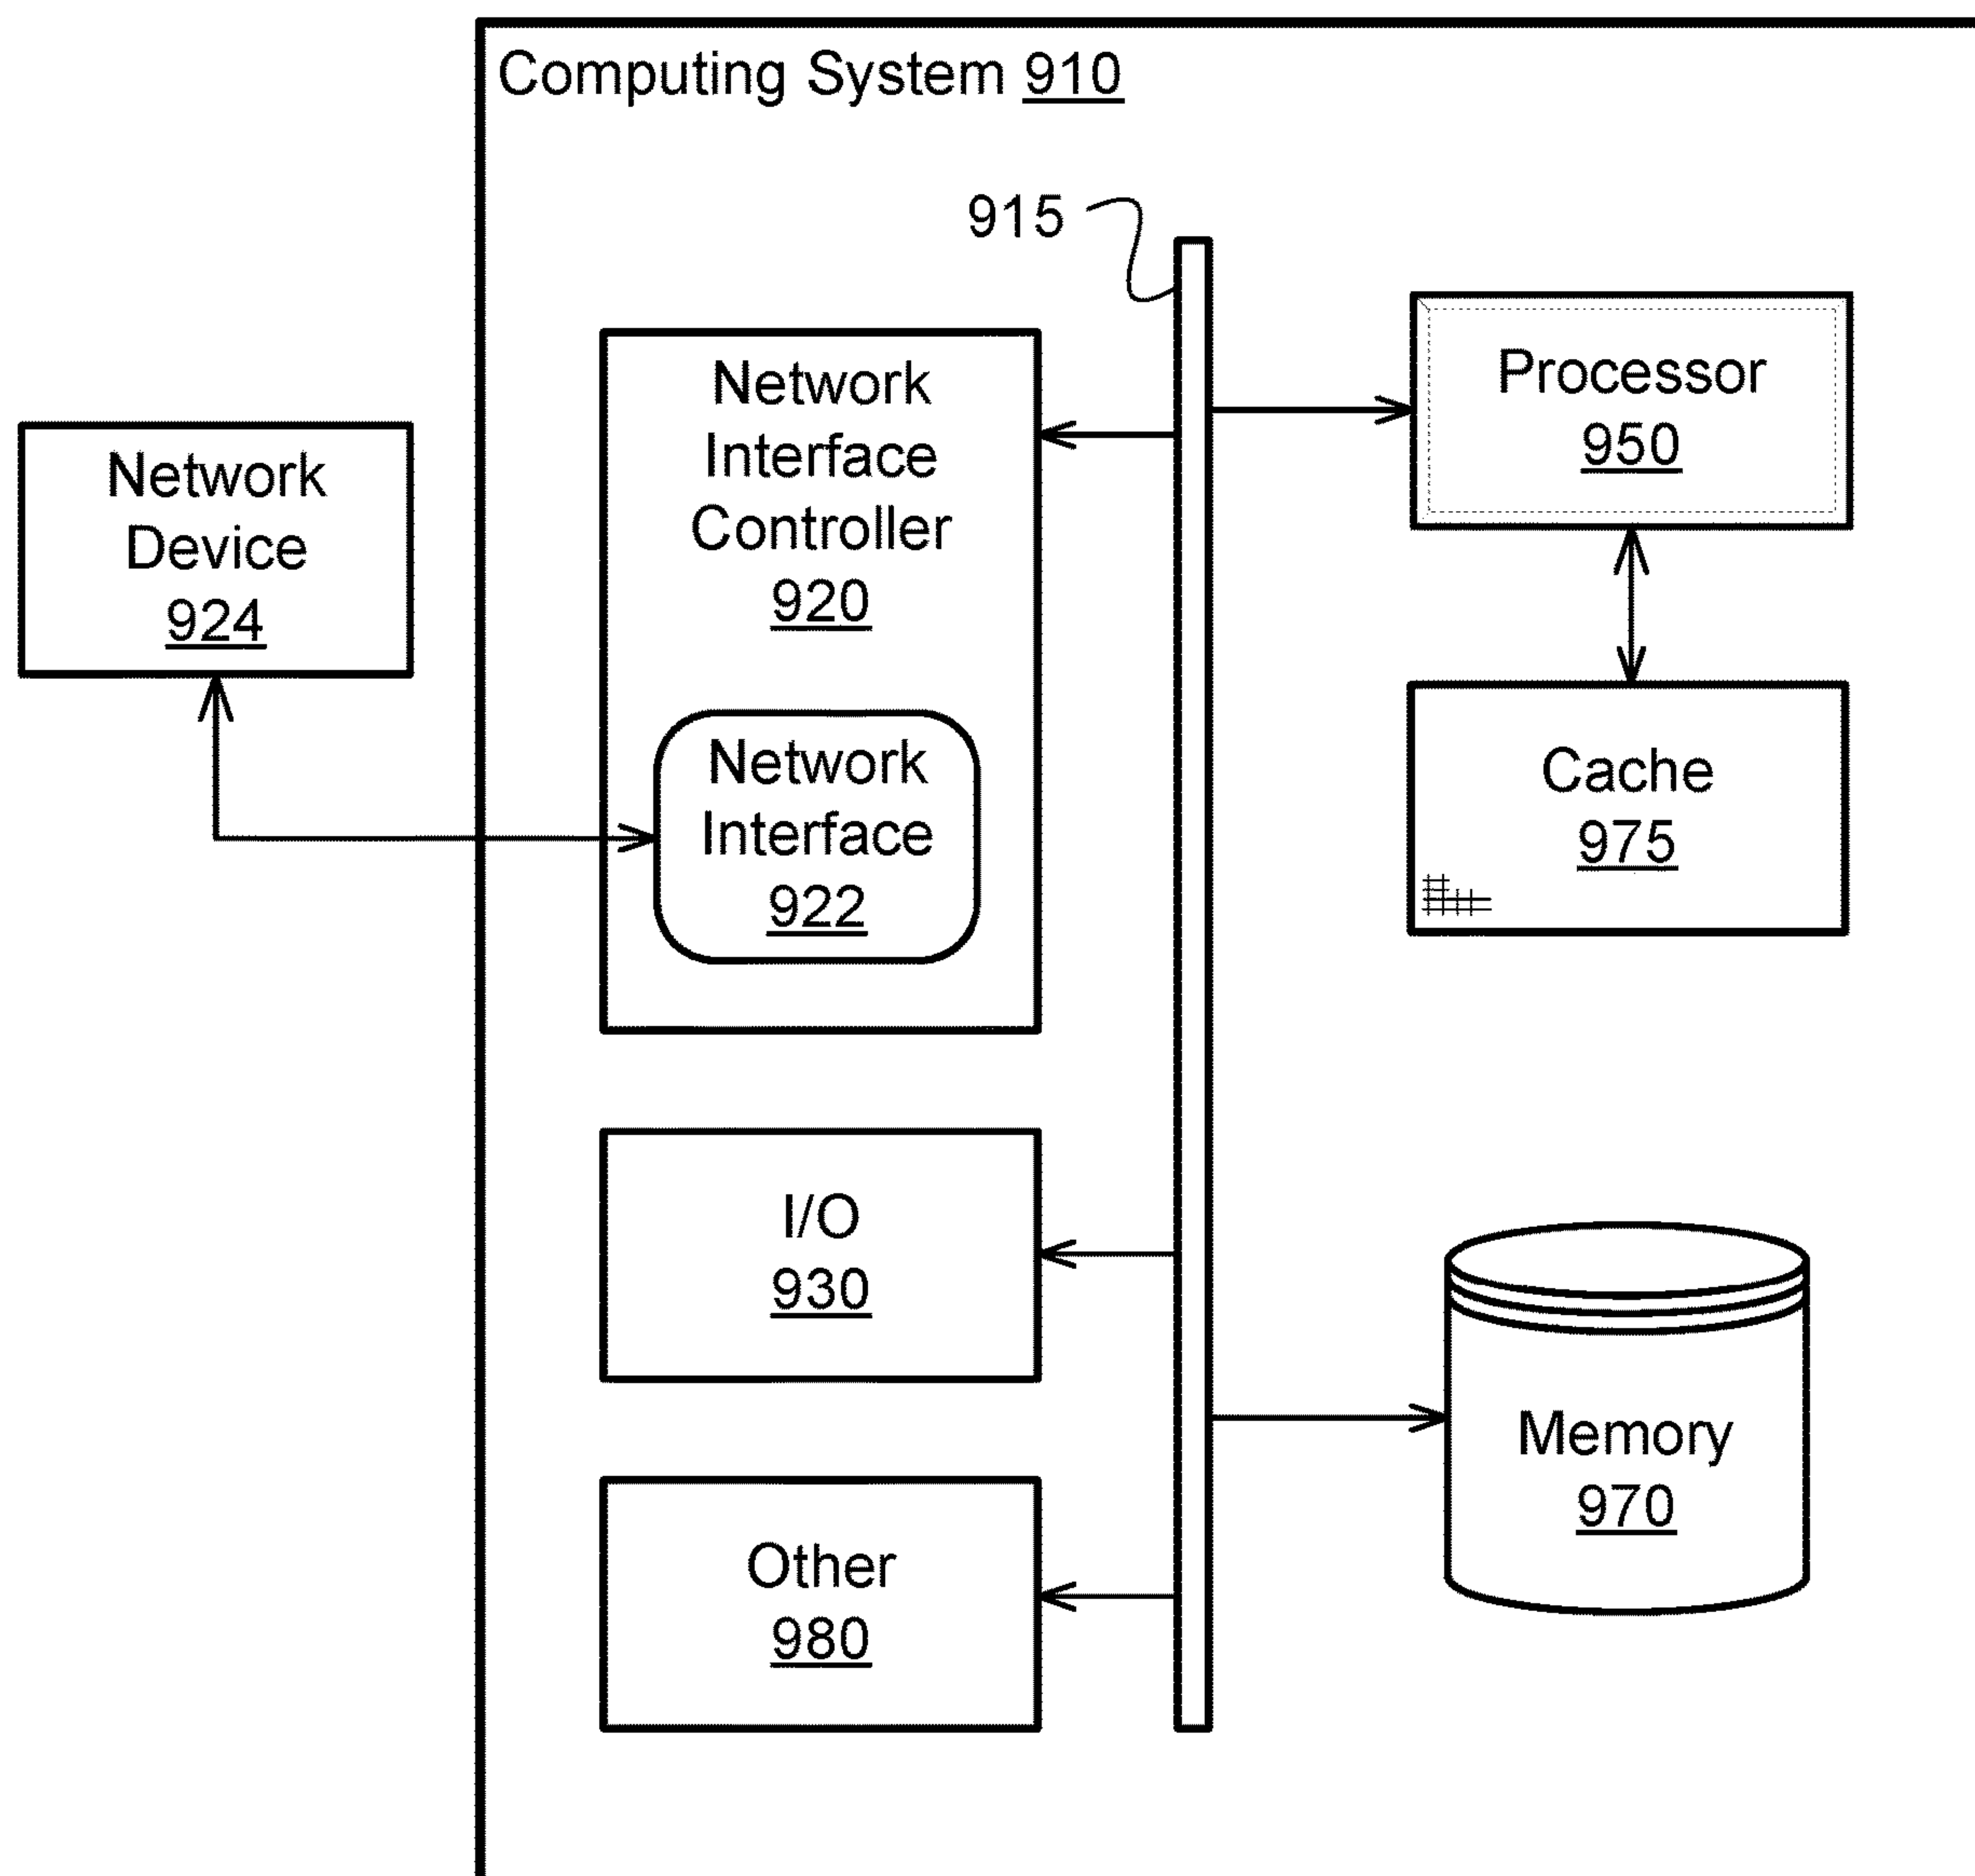 Computing System 910
915
Network
Interface
Controller
920
Network
Interface
922
Network
Device
924
Processor
950
Cache
975
I/O
930
Memory
970
Other
980